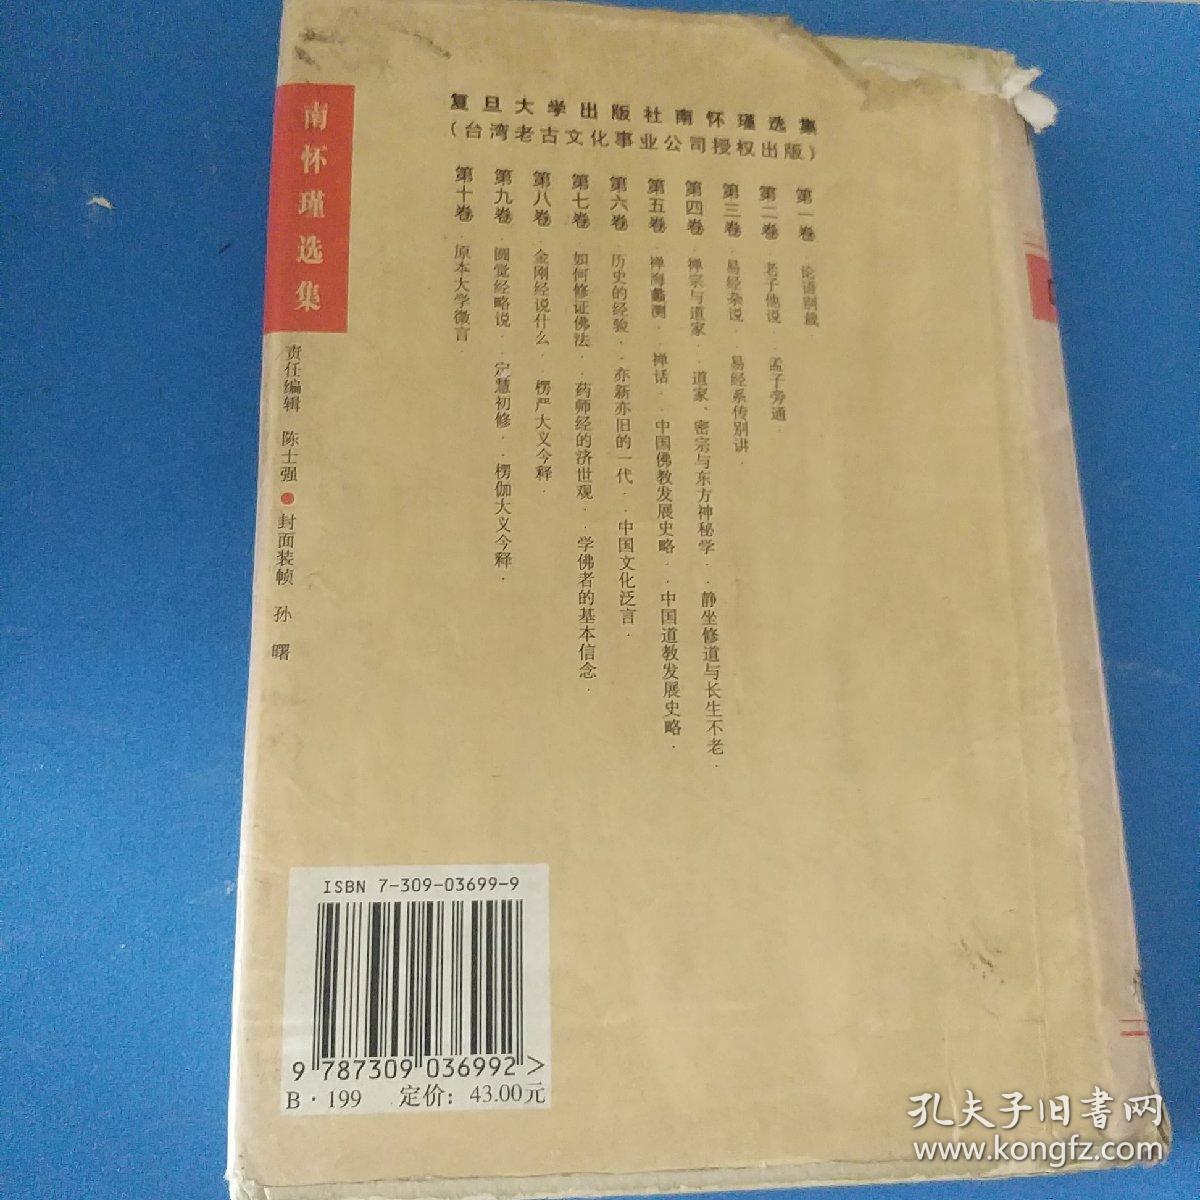 南怀瑾选集
责任编辑 陈士强●封面装帧 孙 曙
复旦大学出版社南怀瑾选集
(台湾老古文化事业公司授权出版)
第一卷·论语别裁
第二卷·老子他说··孟子旁通·
第三卷·易经杂说··易经系传别讲·
第四卷·禅宗与道家··道家、密宗与东方神秘学··静坐修道与长生不老·
第五卷·禅海蠡测··禅话··中国佛教发展史略··中国道教发展史略·
第六卷·历史的经验··亦新亦旧的一代··中国文化泛言·
第七卷·如何修证佛法··药师经的济世观··学佛者的基本信念·
第八卷·金刚经说什么··楞严大义今释·
第九卷·圆觉经略说··定慧初修··楞伽大义今释·
第十卷·原本大学微言·
ISBN 7-309-03699-9
9 787309 036992 >
B·199 定价: 43.00元
孔夫子旧书网
www.kongfz.com